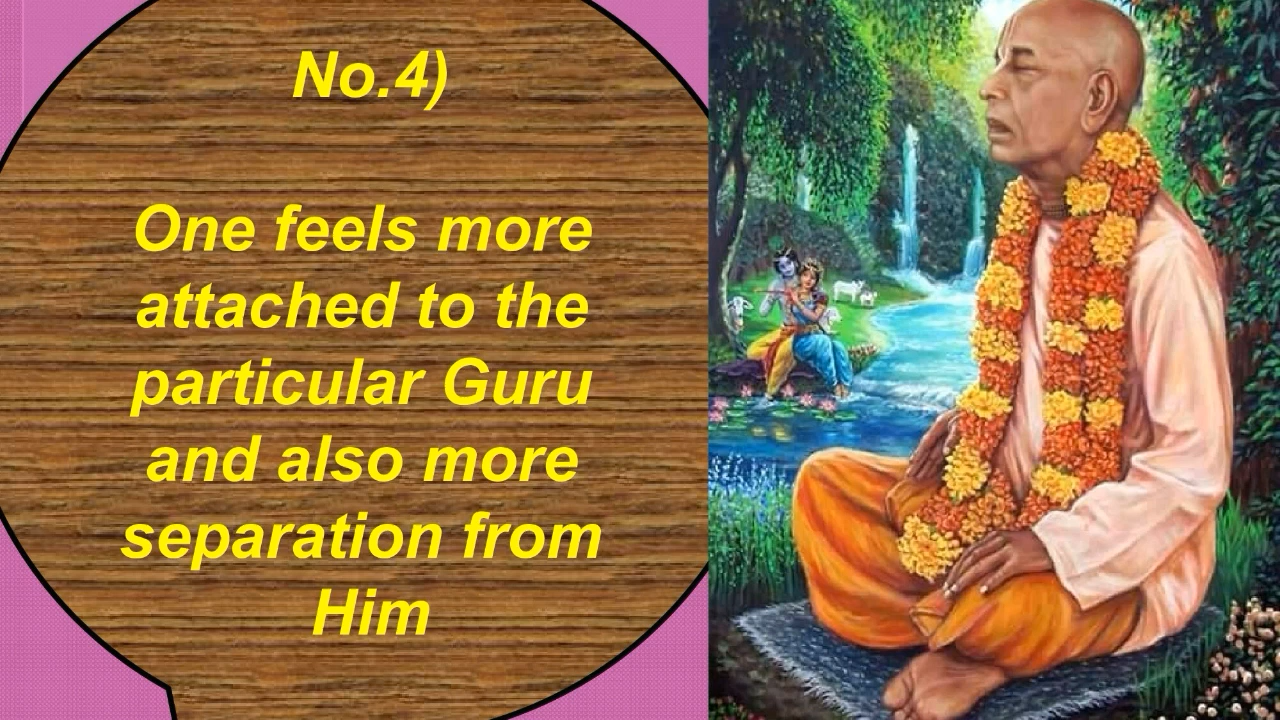 No.4)
One feels more
attached to the
particular Guru
and also more
separation from
Him